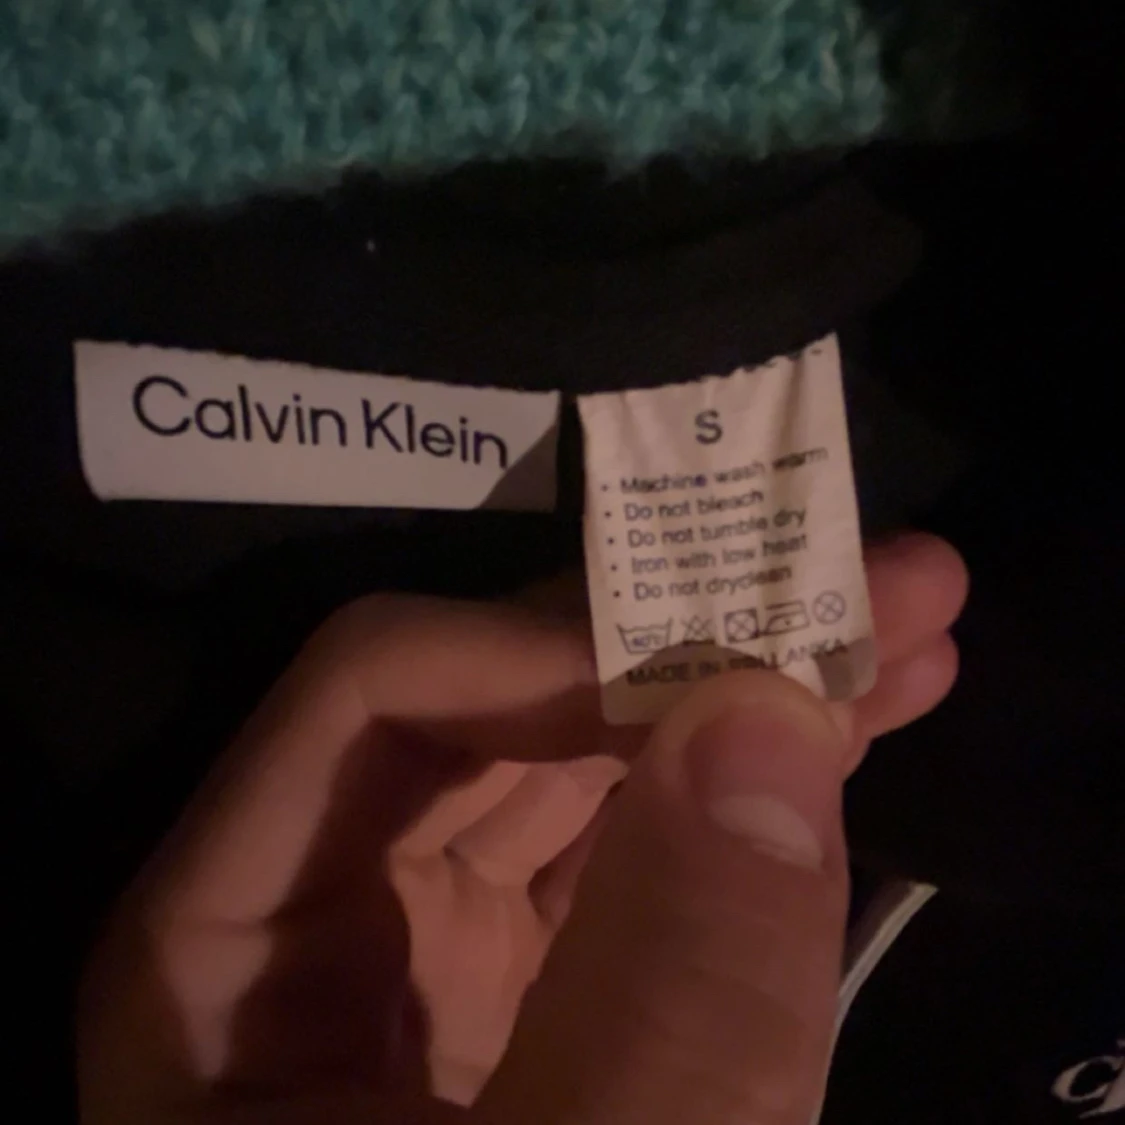 Calvin Klein
S
• Machine wash warm
• Do not bleach
• Do not tumble dry
• Iron with low heat
• Do not dryclean
MADE IN SRI LANKA